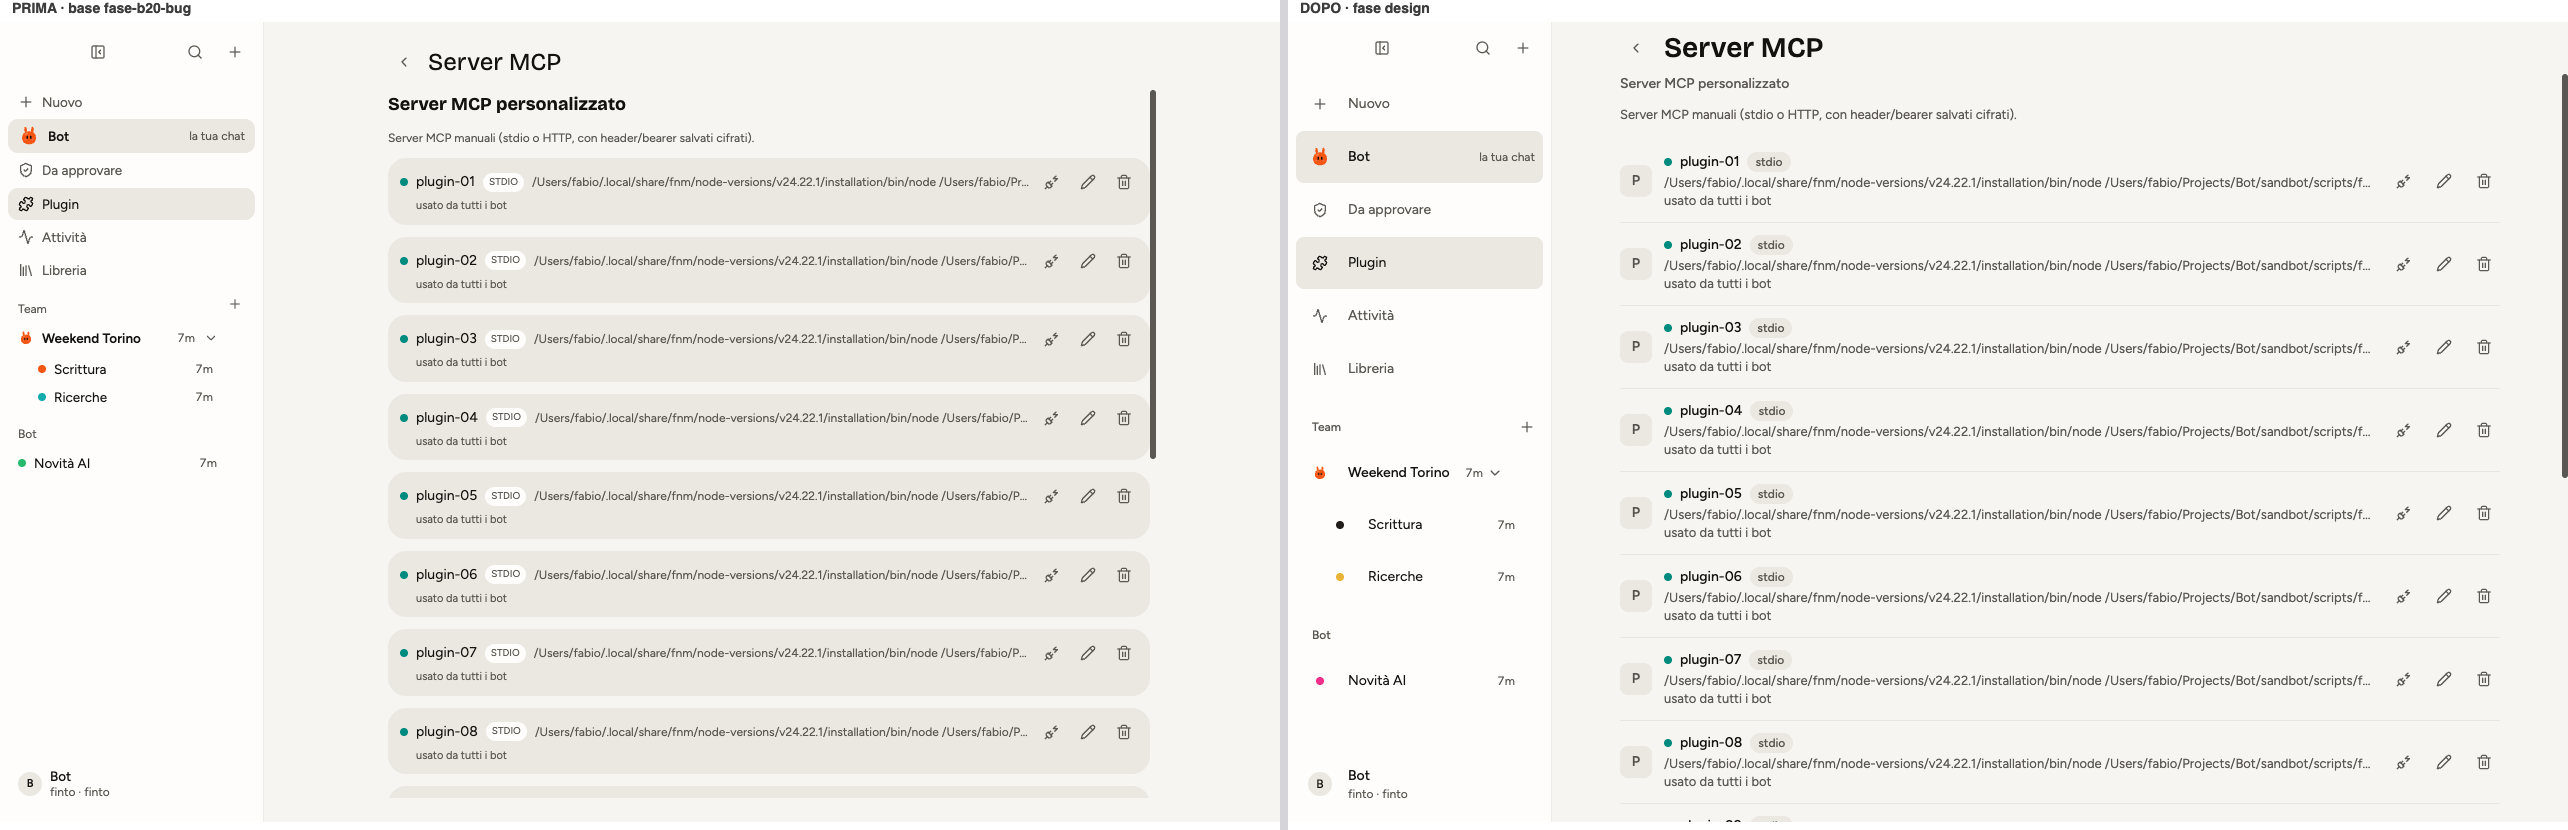 PRIMA · base fase-b20-bug
Nuovo
Bot la tua chat
Da approvare
Plugin
Attività
Libreria
Team
Weekend Torino 7m
Scrittura 7m
Ricerche 7m
Bot
Novità AI 7m
B Bot
finto · finto
Server MCP
Server MCP personalizzato
Server MCP manuali (stdio o HTTP, con header/bearer salvati cifrati).
plugin-01 STDIO /Users/fabio/.local/share/fnm/node-versions/v24.22.1/installation/bin/node /Users/fabio/Pr...
usato da tutti i bot
plugin-02 STDIO /Users/fabio/.local/share/fnm/node-versions/v24.22.1/installation/bin/node /Users/fabio/P...
usato da tutti i bot
plugin-03 STDIO /Users/fabio/.local/share/fnm/node-versions/v24.22.1/installation/bin/node /Users/fabio/P...
usato da tutti i bot
plugin-04 STDIO /Users/fabio/.local/share/fnm/node-versions/v24.22.1/installation/bin/node /Users/fabio/P...
usato da tutti i bot
plugin-05 STDIO /Users/fabio/.local/share/fnm/node-versions/v24.22.1/installation/bin/node /Users/fabio/P...
usato da tutti i bot
plugin-06 STDIO /Users/fabio/.local/share/fnm/node-versions/v24.22.1/installation/bin/node /Users/fabio/P...
usato da tutti i bot
plugin-07 STDIO /Users/fabio/.local/share/fnm/node-versions/v24.22.1/installation/bin/node /Users/fabio/P...
usato da tutti i bot
plugin-08 STDIO /Users/fabio/.local/share/fnm/node-versions/v24.22.1/installation/bin/node /Users/fabio/P...
usato da tutti i bot
DOPO · fase design
Nuovo
Bot la tua chat
Da approvare
Plugin
Attività
Libreria
Team
Weekend Torino 7m
Scrittura 7m
Ricerche 7m
Bot
Novità AI 7m
B Bot
finto · finto
Server MCP
Server MCP personalizzato
Server MCP manuali (stdio o HTTP, con header/bearer salvati cifrati).
P plugin-01 stdio
/Users/fabio/.local/share/fnm/node-versions/v24.22.1/installation/bin/node /Users/fabio/Projects/Bot/sandbot/scripts/f...
usato da tutti i bot
P plugin-02 stdio
/Users/fabio/.local/share/fnm/node-versions/v24.22.1/installation/bin/node /Users/fabio/Projects/Bot/sandbot/scripts/f...
usato da tutti i bot
P plugin-03 stdio
/Users/fabio/.local/share/fnm/node-versions/v24.22.1/installation/bin/node /Users/fabio/Projects/Bot/sandbot/scripts/f...
usato da tutti i bot
P plugin-04 stdio
/Users/fabio/.local/share/fnm/node-versions/v24.22.1/installation/bin/node /Users/fabio/Projects/Bot/sandbot/scripts/f...
usato da tutti i bot
P plugin-05 stdio
/Users/fabio/.local/share/fnm/node-versions/v24.22.1/installation/bin/node /Users/fabio/Projects/Bot/sandbot/scripts/f...
usato da tutti i bot
P plugin-06 stdio
/Users/fabio/.local/share/fnm/node-versions/v24.22.1/installation/bin/node /Users/fabio/Projects/Bot/sandbot/scripts/f...
usato da tutti i bot
P plugin-07 stdio
/Users/fabio/.local/share/fnm/node-versions/v24.22.1/installation/bin/node /Users/fabio/Projects/Bot/sandbot/scripts/f...
usato da tutti i bot
P plugin-08 stdio
/Users/fabio/.local/share/fnm/node-versions/v24.22.1/installation/bin/node /Users/fabio/Projects/Bot/sandbot/scripts/f...
usato da tutti i bot